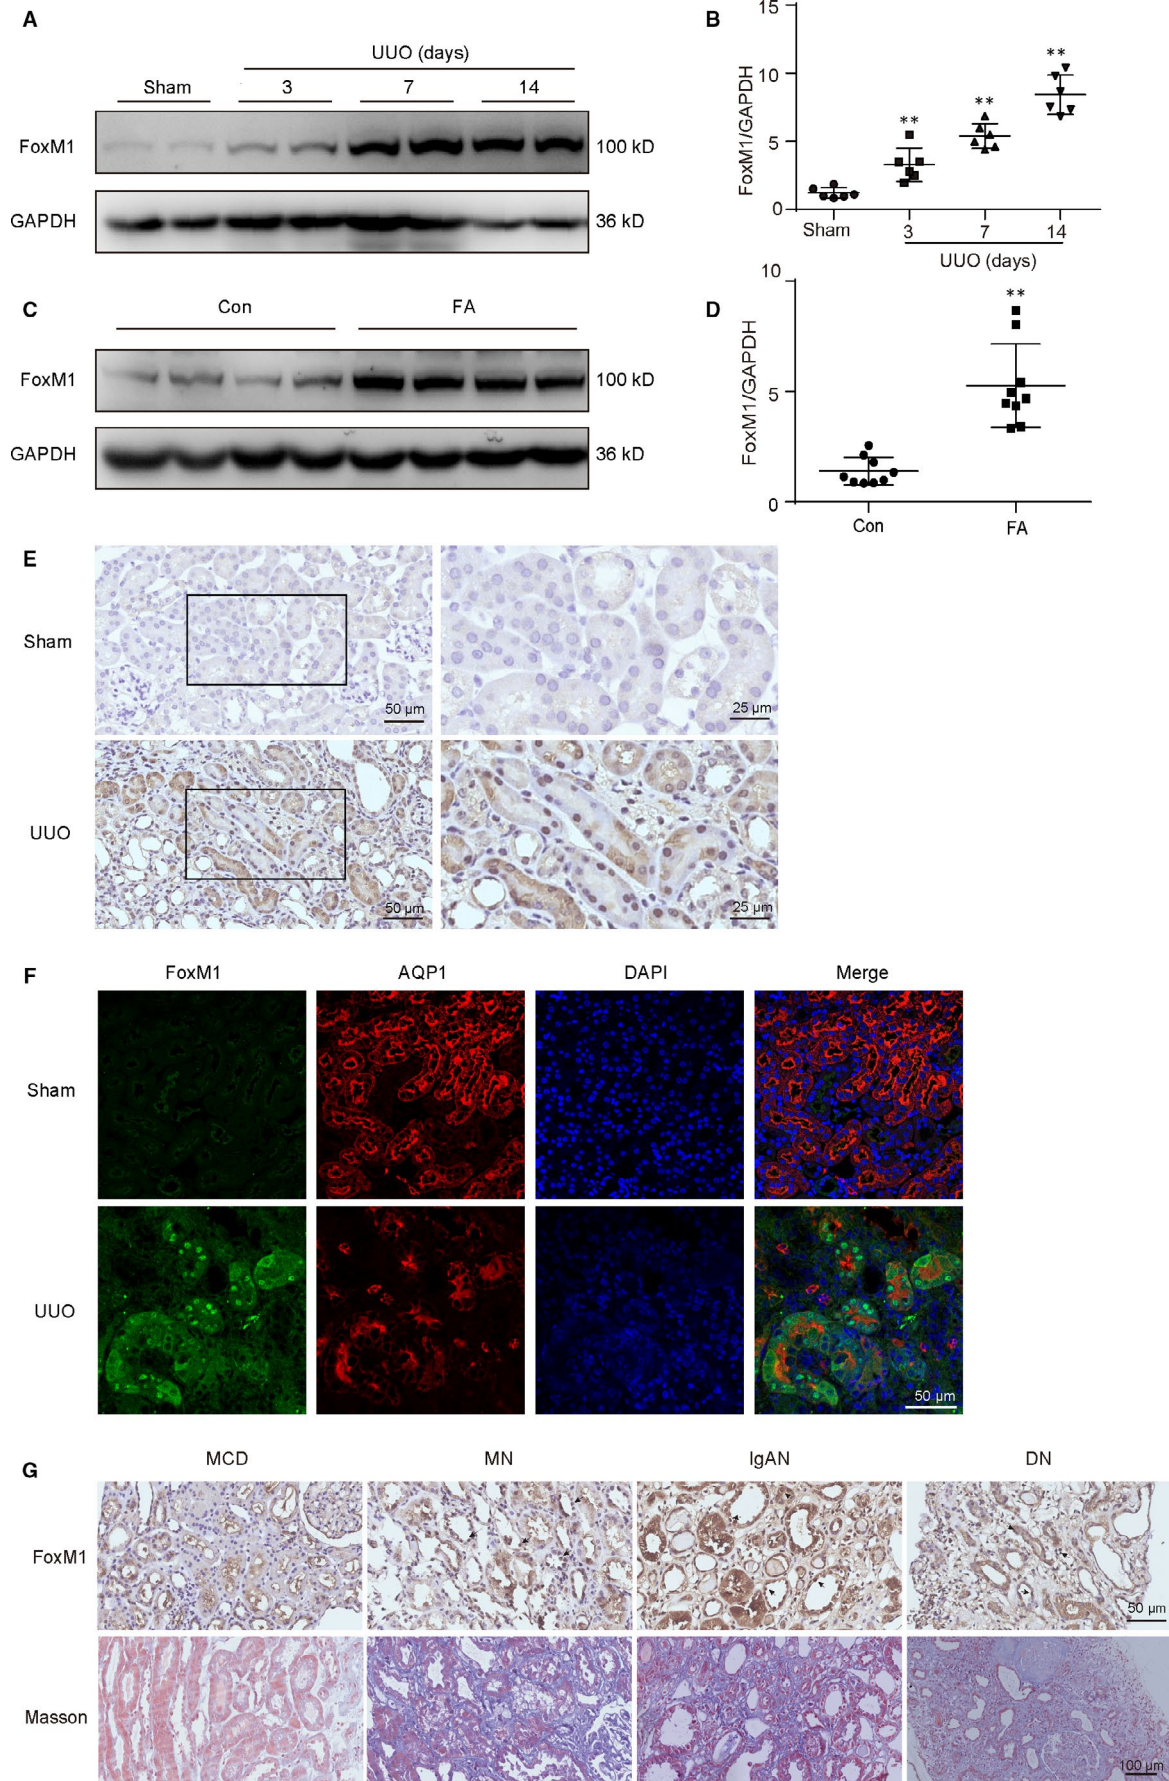 A
UUO (days)
Sham 3 7 14
FoxM1 100 kD
GAPDH 36 kD
B
15
10
5
0
FoxM1/GAPDH
** ** **
Sham 3 7 14
UUO (days)
C
Con FA
FoxM1 100 kD
GAPDH 36 kD
D
10
5
0
FoxM1/GAPDH
**
Con FA
E
Sham
50 µm 25 µm
UUO
50 µm 25 µm
F
FoxM1 AQP1 DAPI Merge
Sham
UUO
50 µm
G
MCD MN IgAN DN
FoxM1
50 µm
Masson
100 µm